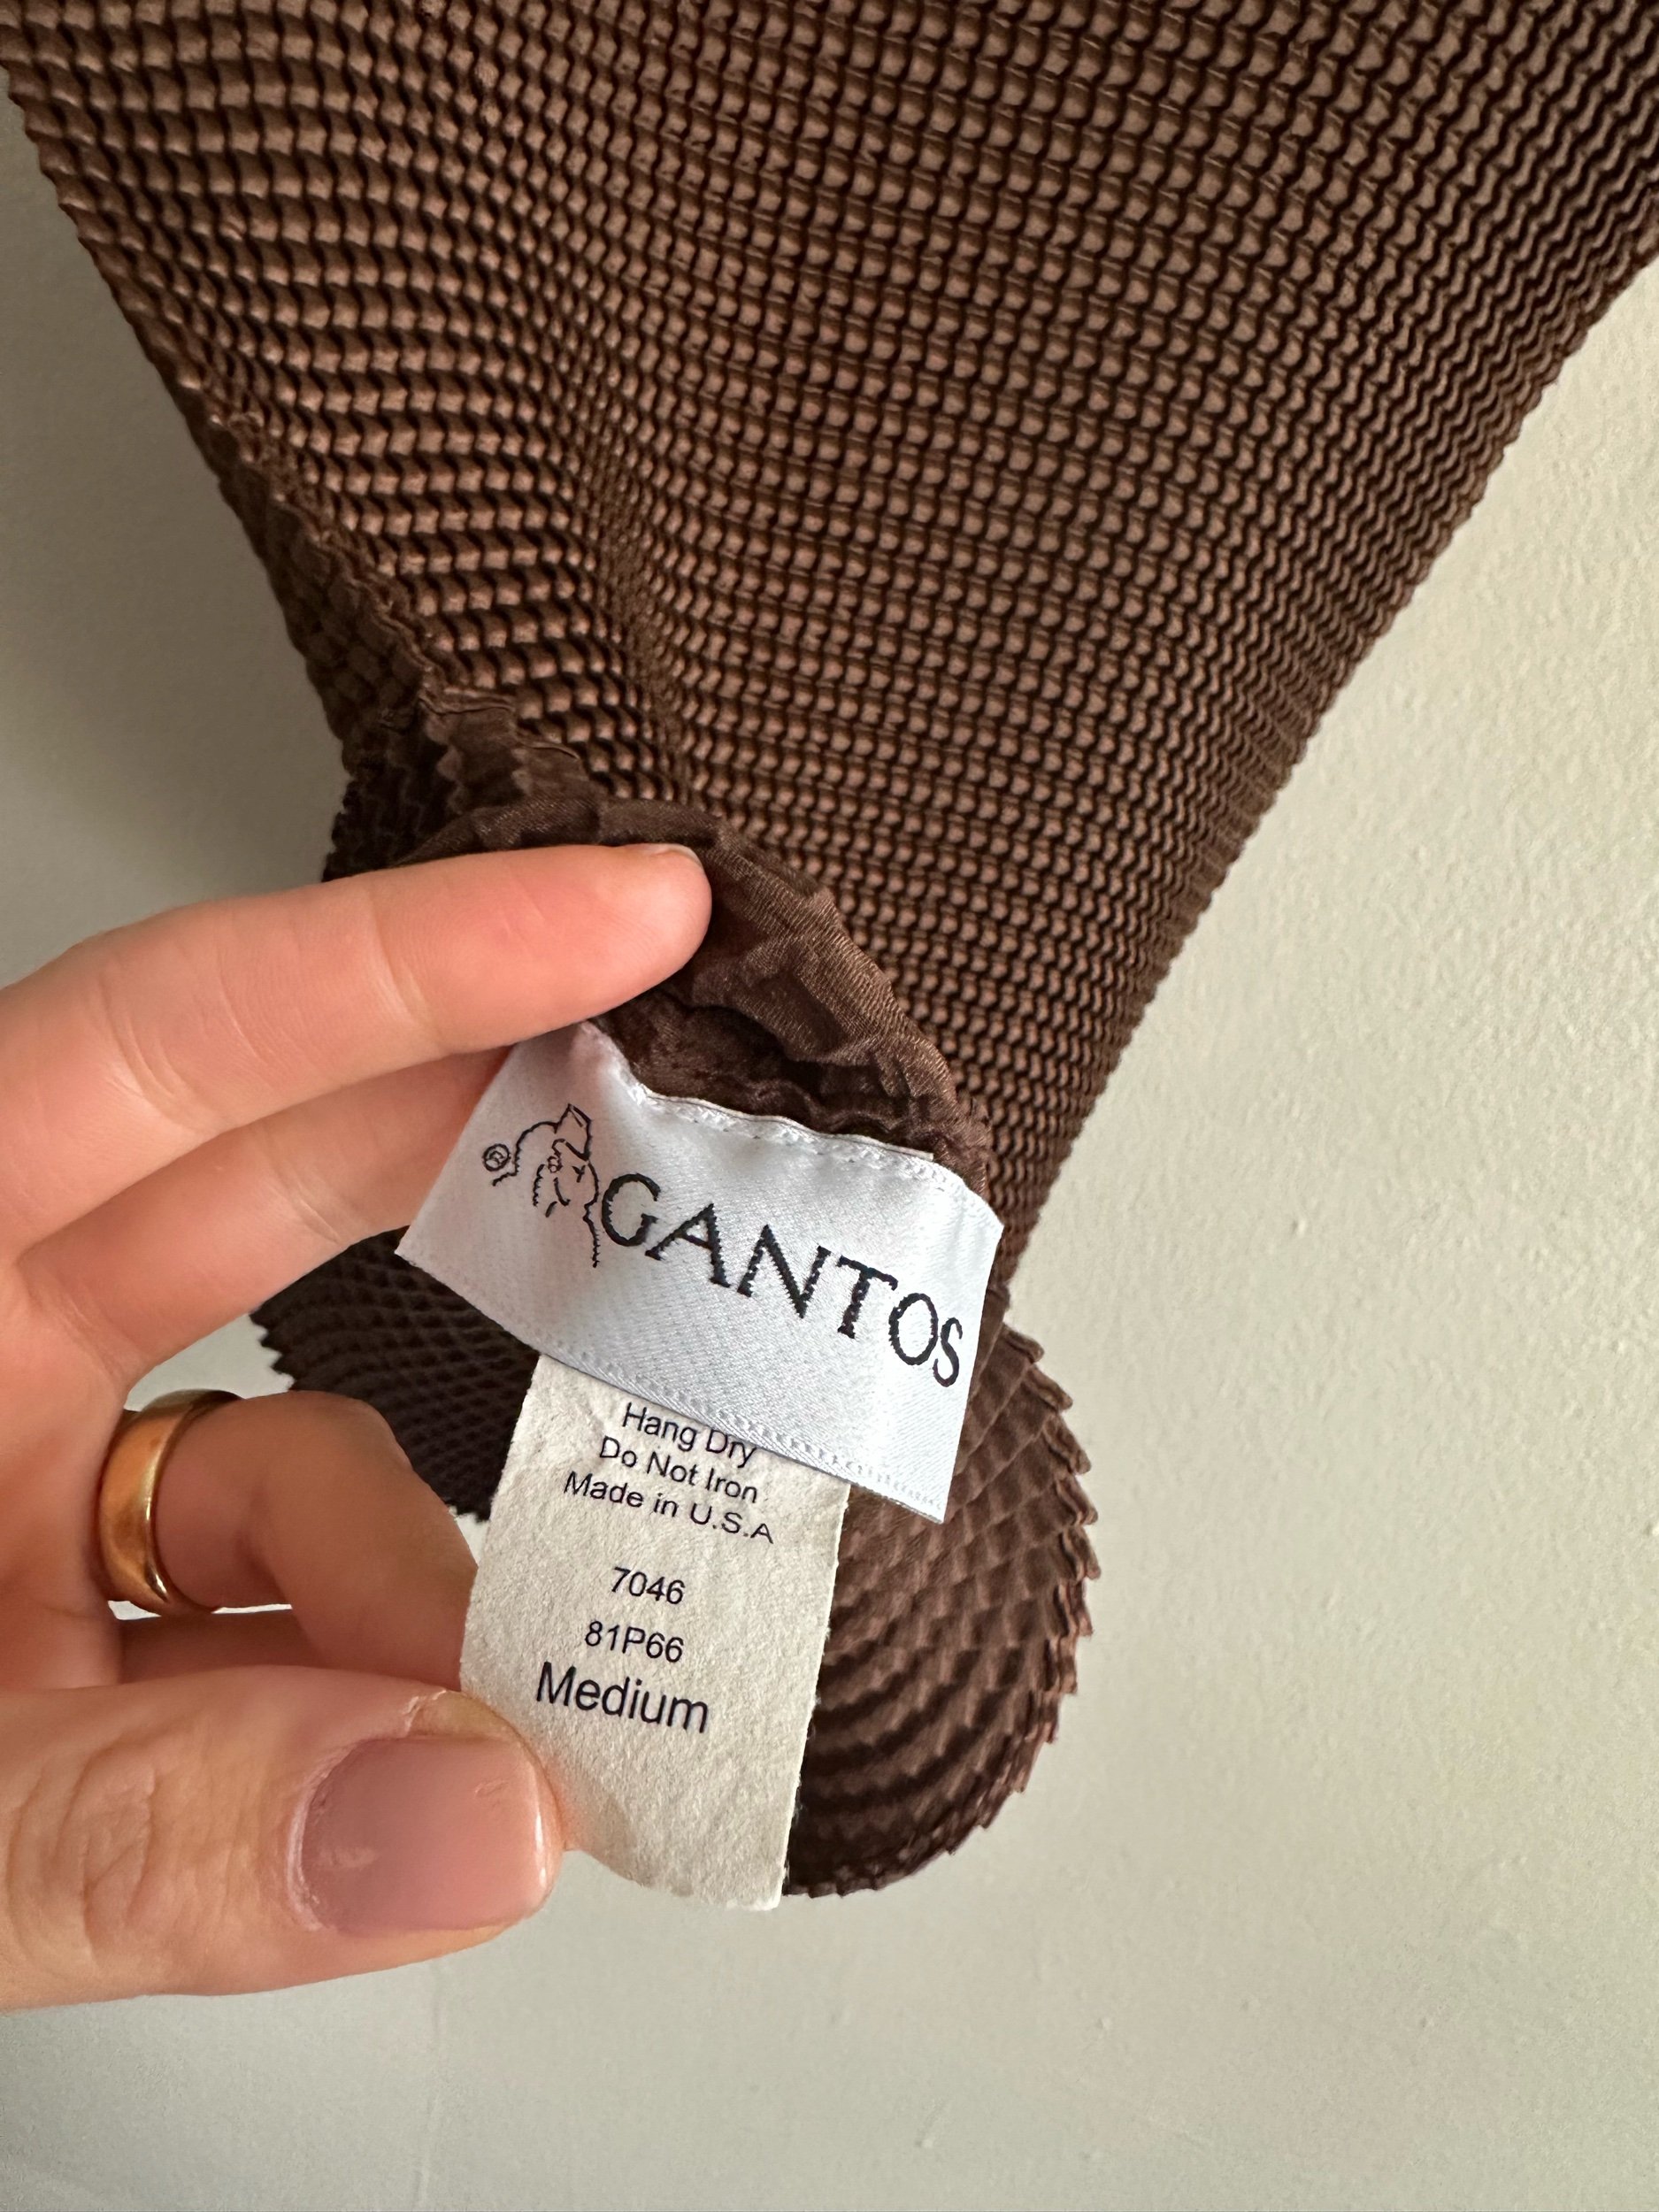 GANTOS
Hang Dry
Do Not Iron
Made in U.S.A
7046
81P66
Medium